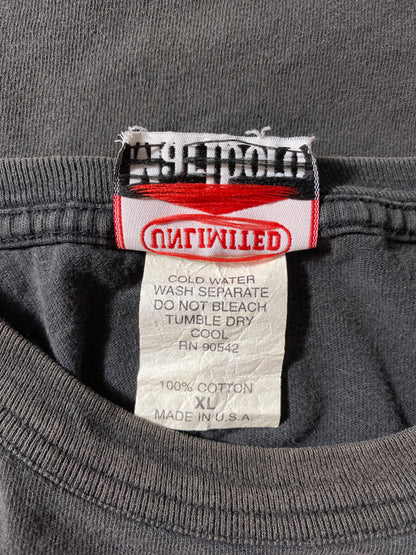 UNLIMITED
COLD WATER
WASH SEPARATE
DO NOT BLEACH
TUMBLE DRY
COOL
RN 90542
100% COTTON
XL
MADE IN U.S.A.